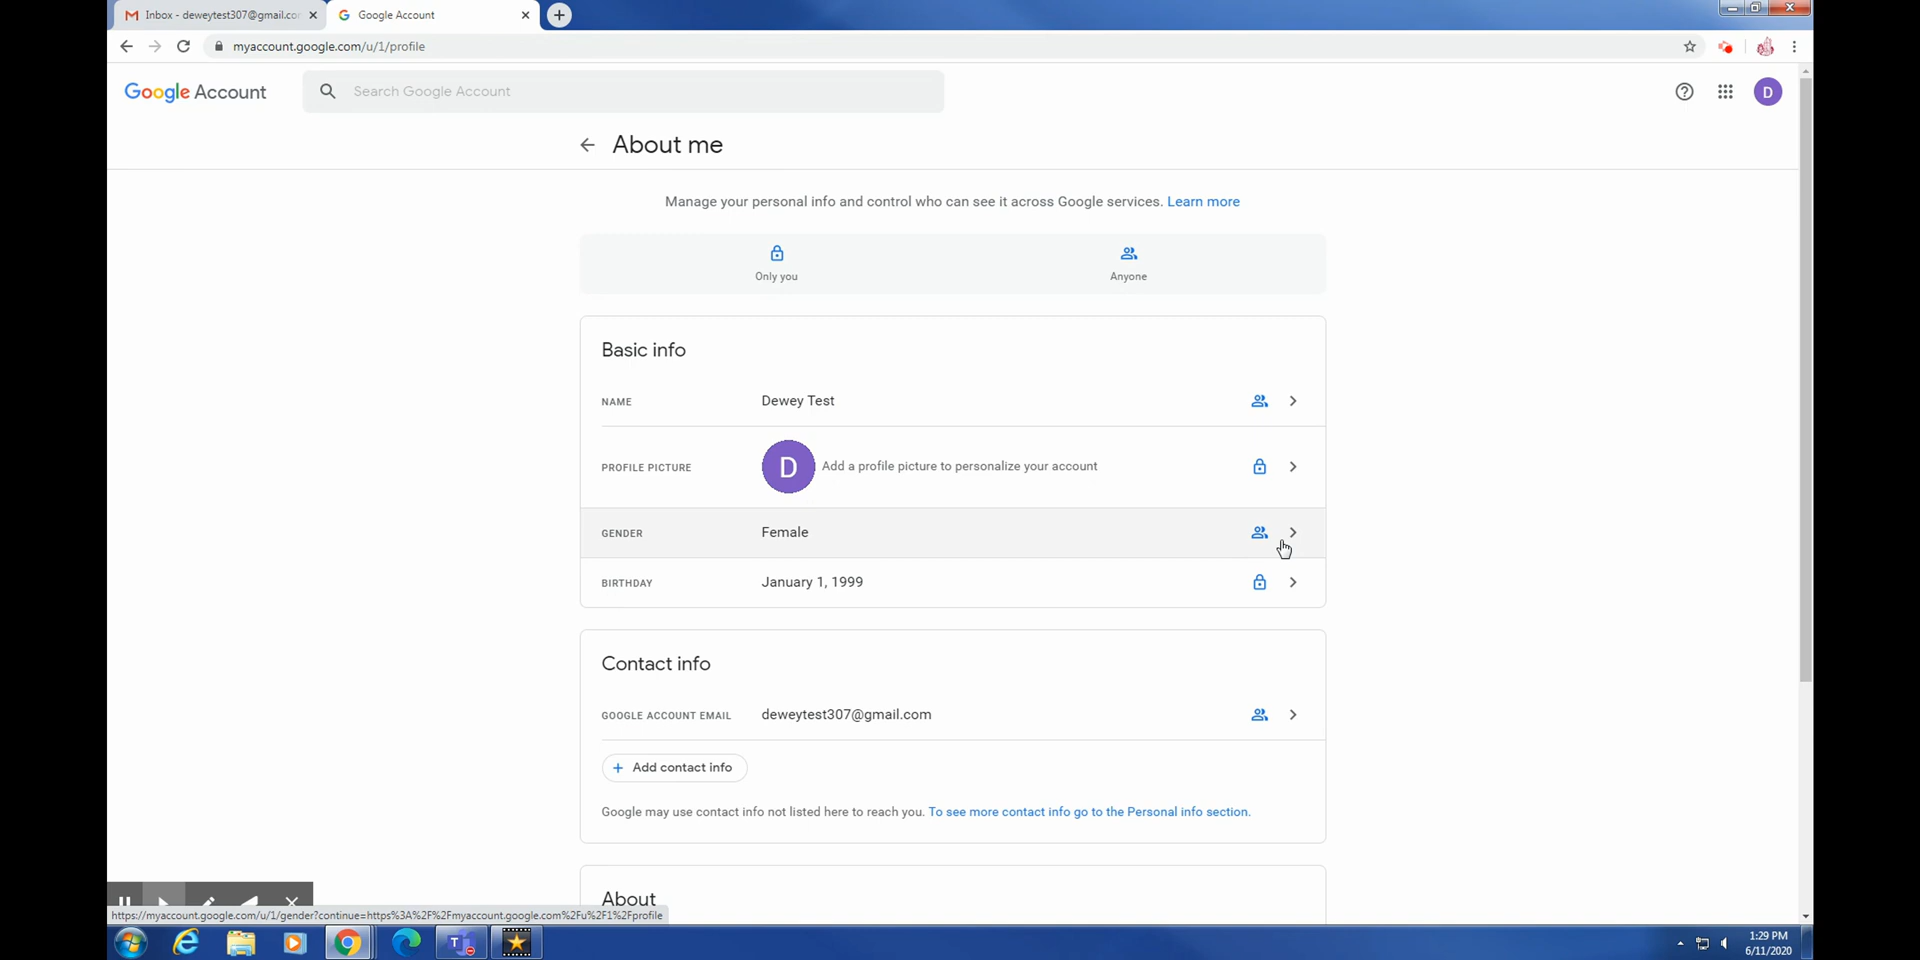 Inbox - deweytest307@gmail.co
Google Account
myaccount.google.com/u/1/profile
Google Account
Search Google Account
D
About me
Manage your personal info and control who can see it across Google services. Learn more
Only you
Anyone
Basic info
NAME
Dewey Test
PROFILE PICTURE
D
Add a profile picture to personalize your account
GENDER
Female
BIRTHDAY
January 1, 1999
Contact info
GOOGLE ACCOUNT EMAIL
deweytest307@gmail.com
+ Add contact info
Google may use contact info not listed here to reach you. To see more contact info go to the Personal info section.
About
https://myaccount.google.com/u/1/gender?continue=https%3A%2F%2Fmyaccount.google.com%2Fu%2F1%2Fprofile
1:29 PM
6/11/2020